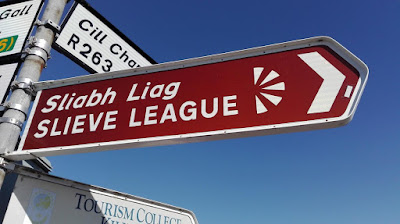 Gall
Cill Cha
R263
Sliabh Liag
SLIEVE LEAGUE
TOURISM COLLEGE